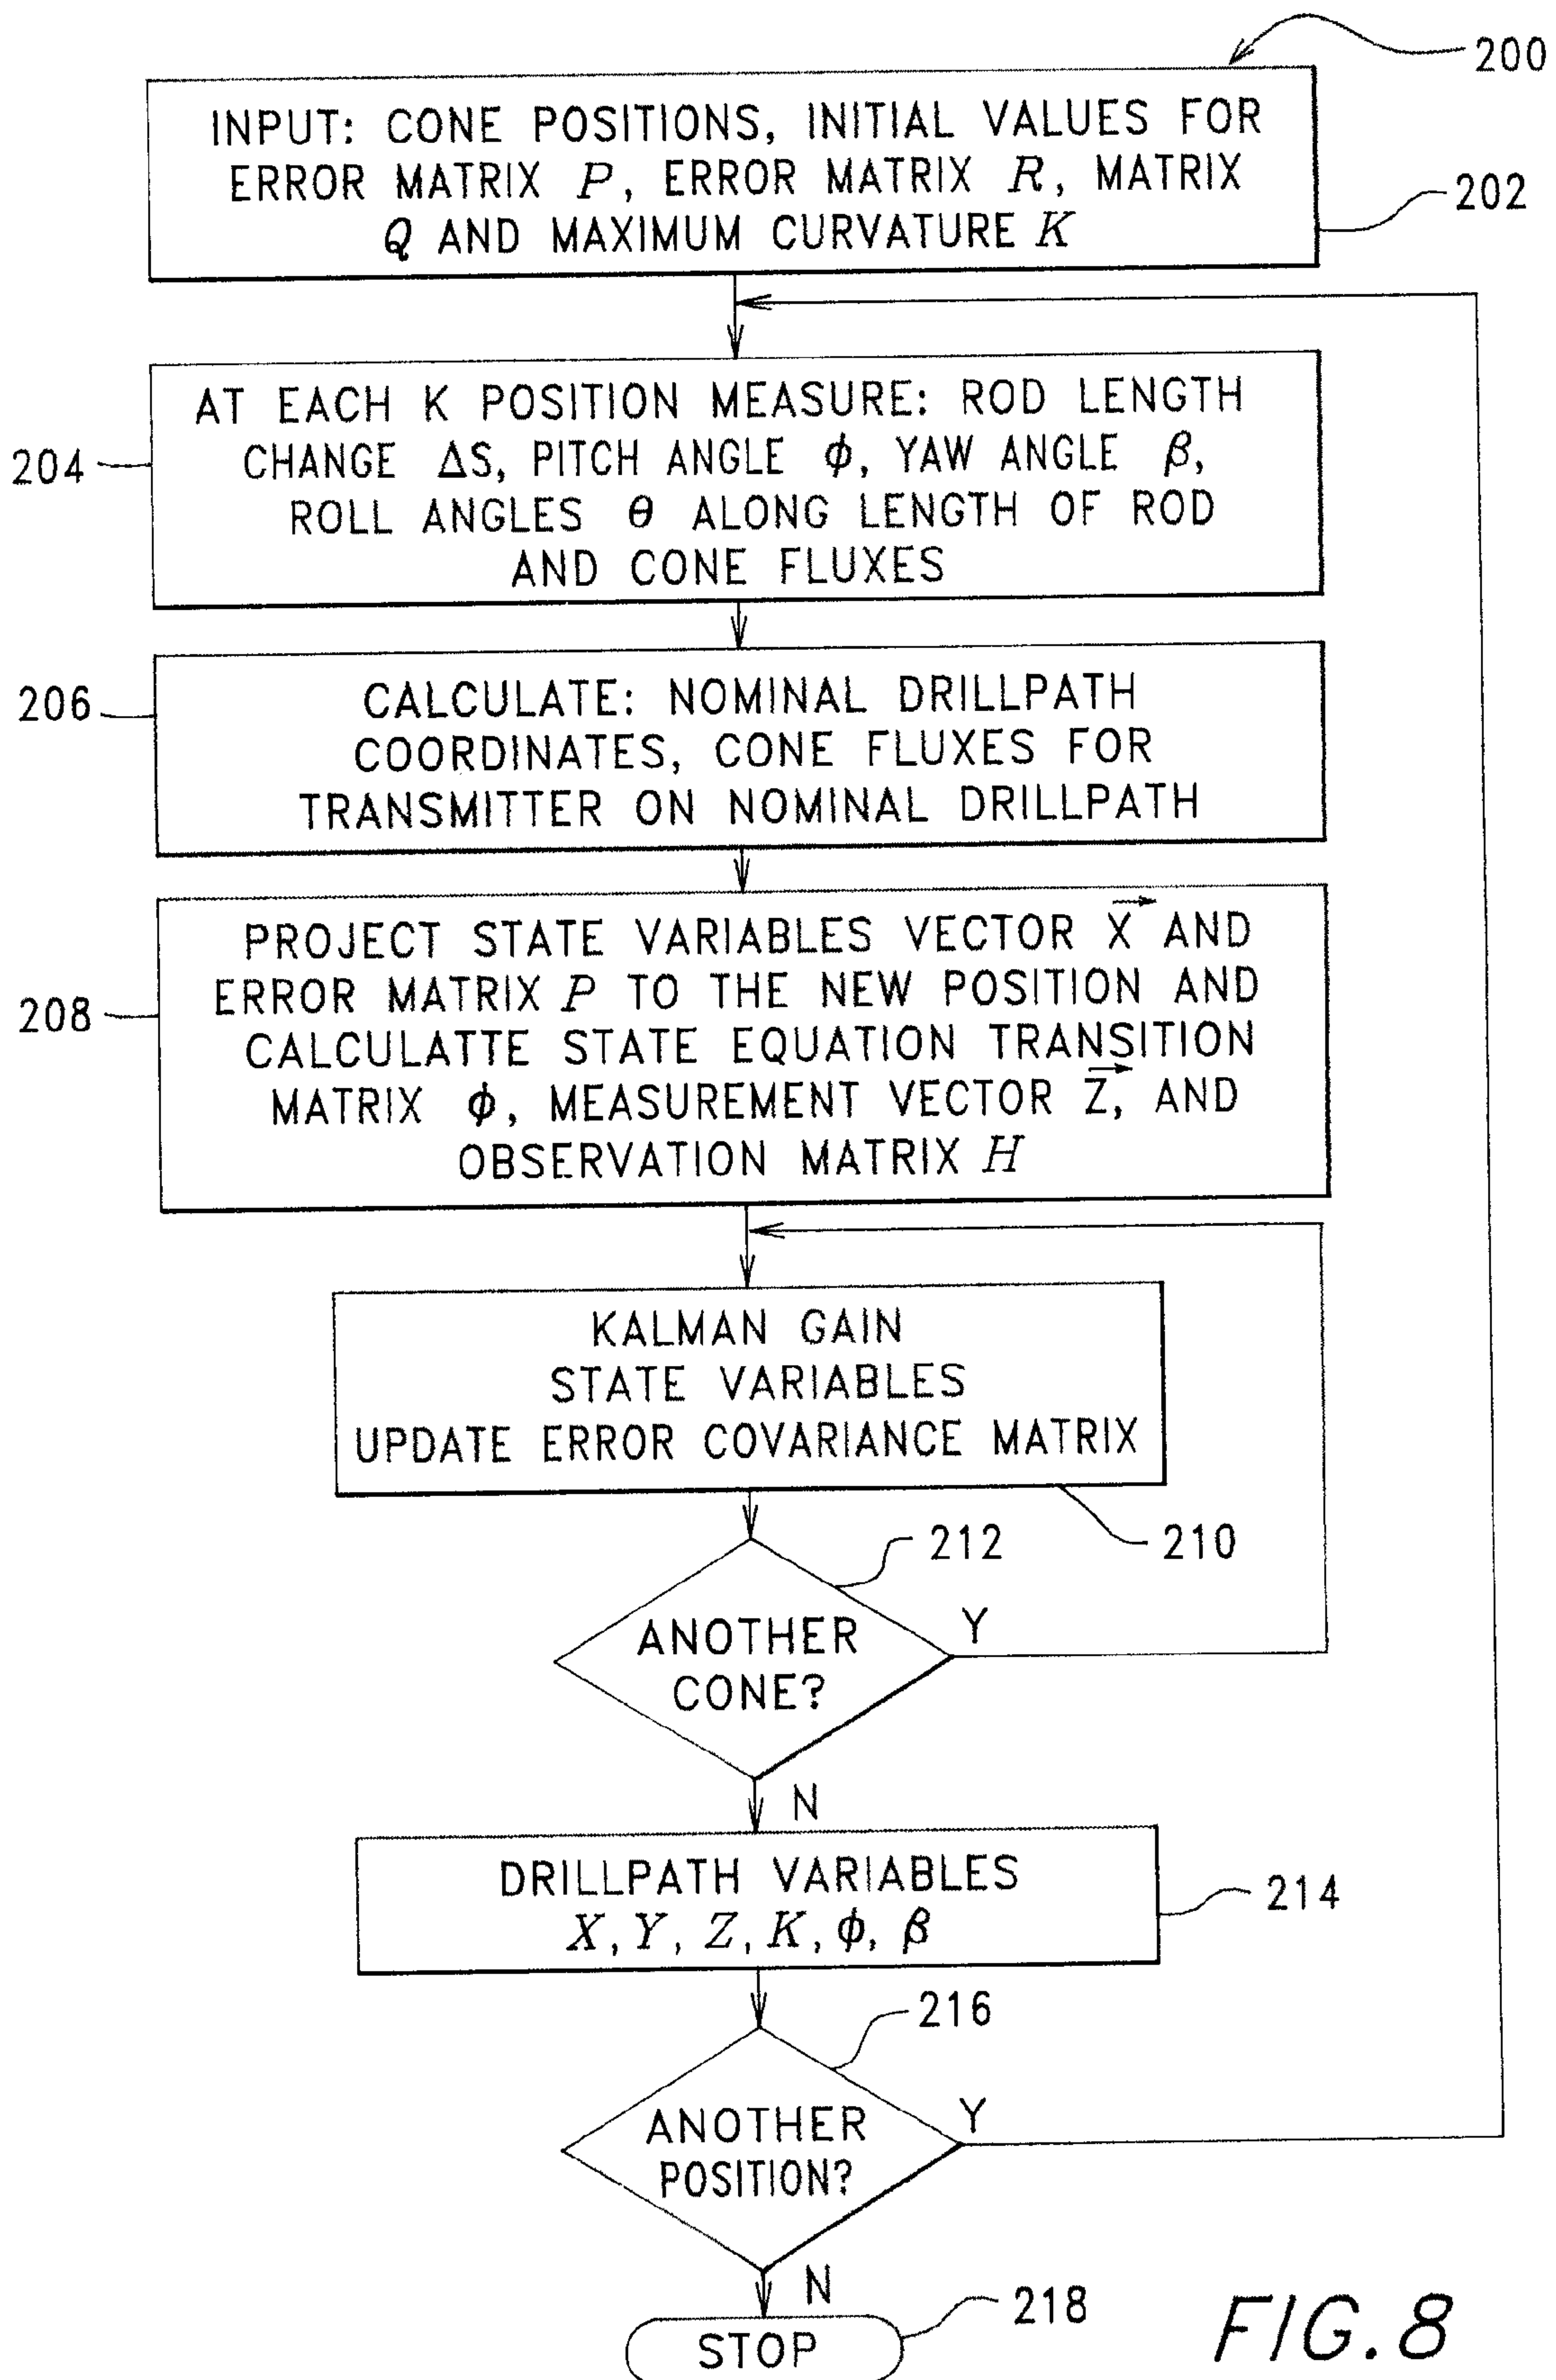 200
INPUT: CONE POSITIONS, INITIAL VALUES FOR
ERROR MATRIX P, ERROR MATRIX R, MATRIX
Q AND MAXIMUM CURVATURE K
202
AT EACH K POSITION MEASURE: ROD LENGTH
CHANGE ΔS, PITCH ANGLE ϕ, YAW ANGLE β,
ROLL ANGLES θ ALONG LENGTH OF ROD
AND CONE FLUXES
204
CALCULATE: NOMINAL DRILLPATH
COORDINATES, CONE FLUXES FOR
TRANSMITTER ON NOMINAL DRILLPATH
206
PROJECT STATE VARIABLES VECTOR X⃗ AND
ERROR MATRIX P TO THE NEW POSITION AND
CALCULATTE STATE EQUATION TRANSITION
MATRIX ϕ, MEASUREMENT VECTOR Z⃗, AND
OBSERVATION MATRIX H
208
KALMAN GAIN
STATE VARIABLES
UPDATE ERROR COVARIANCE MATRIX
210
212
ANOTHER
CONE?
Y
N
DRILLPATH VARIABLES
X, Y, Z, K, ϕ, β
214
216
ANOTHER
POSITION?
Y
N
218
STOP
FIG. 8